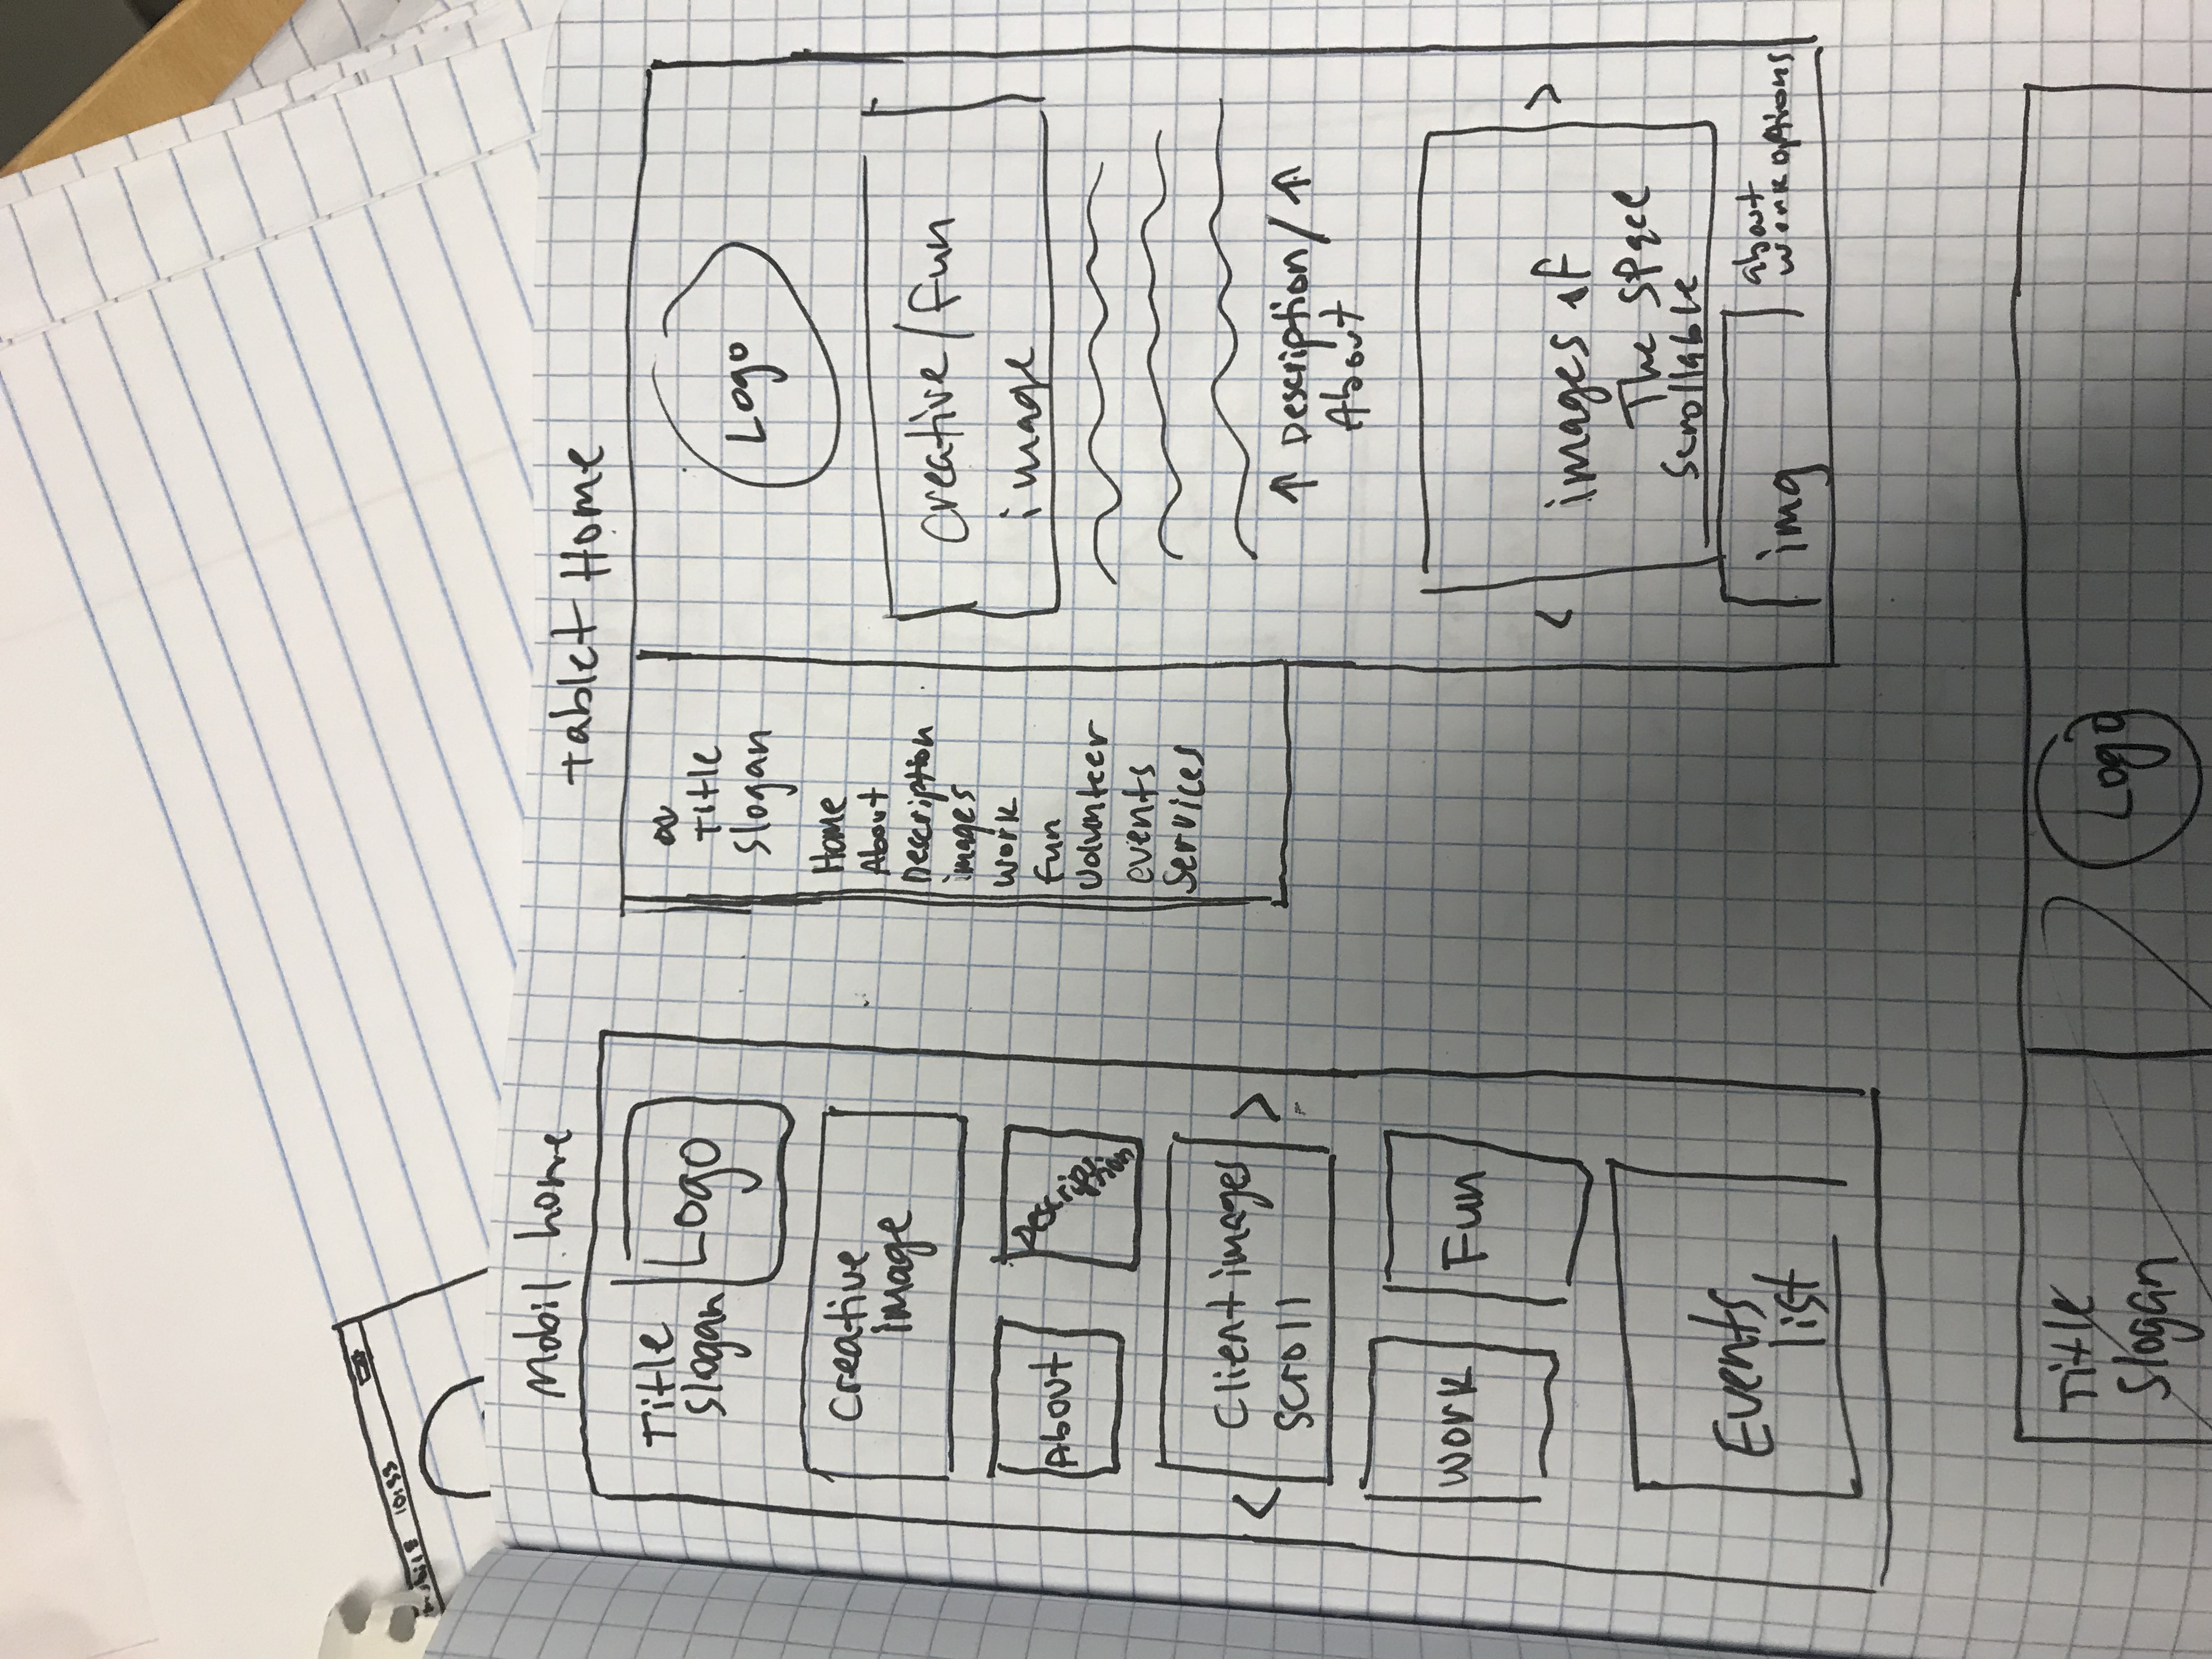 10:33
Mobil home
Title
slogan
Logo
Creative
image
About
Description
<
Client images
scroll
>
work
Fun
Events
list
Tablet Home
Title
slogan
Home
About
Description
images
work
fun
Volunteer
events
Services
Logo
Creative/Fun
image
↑ Description/ ↑
About
<
images of
The space
scrollable
>
img
about
work options
Title
slogan
Logo